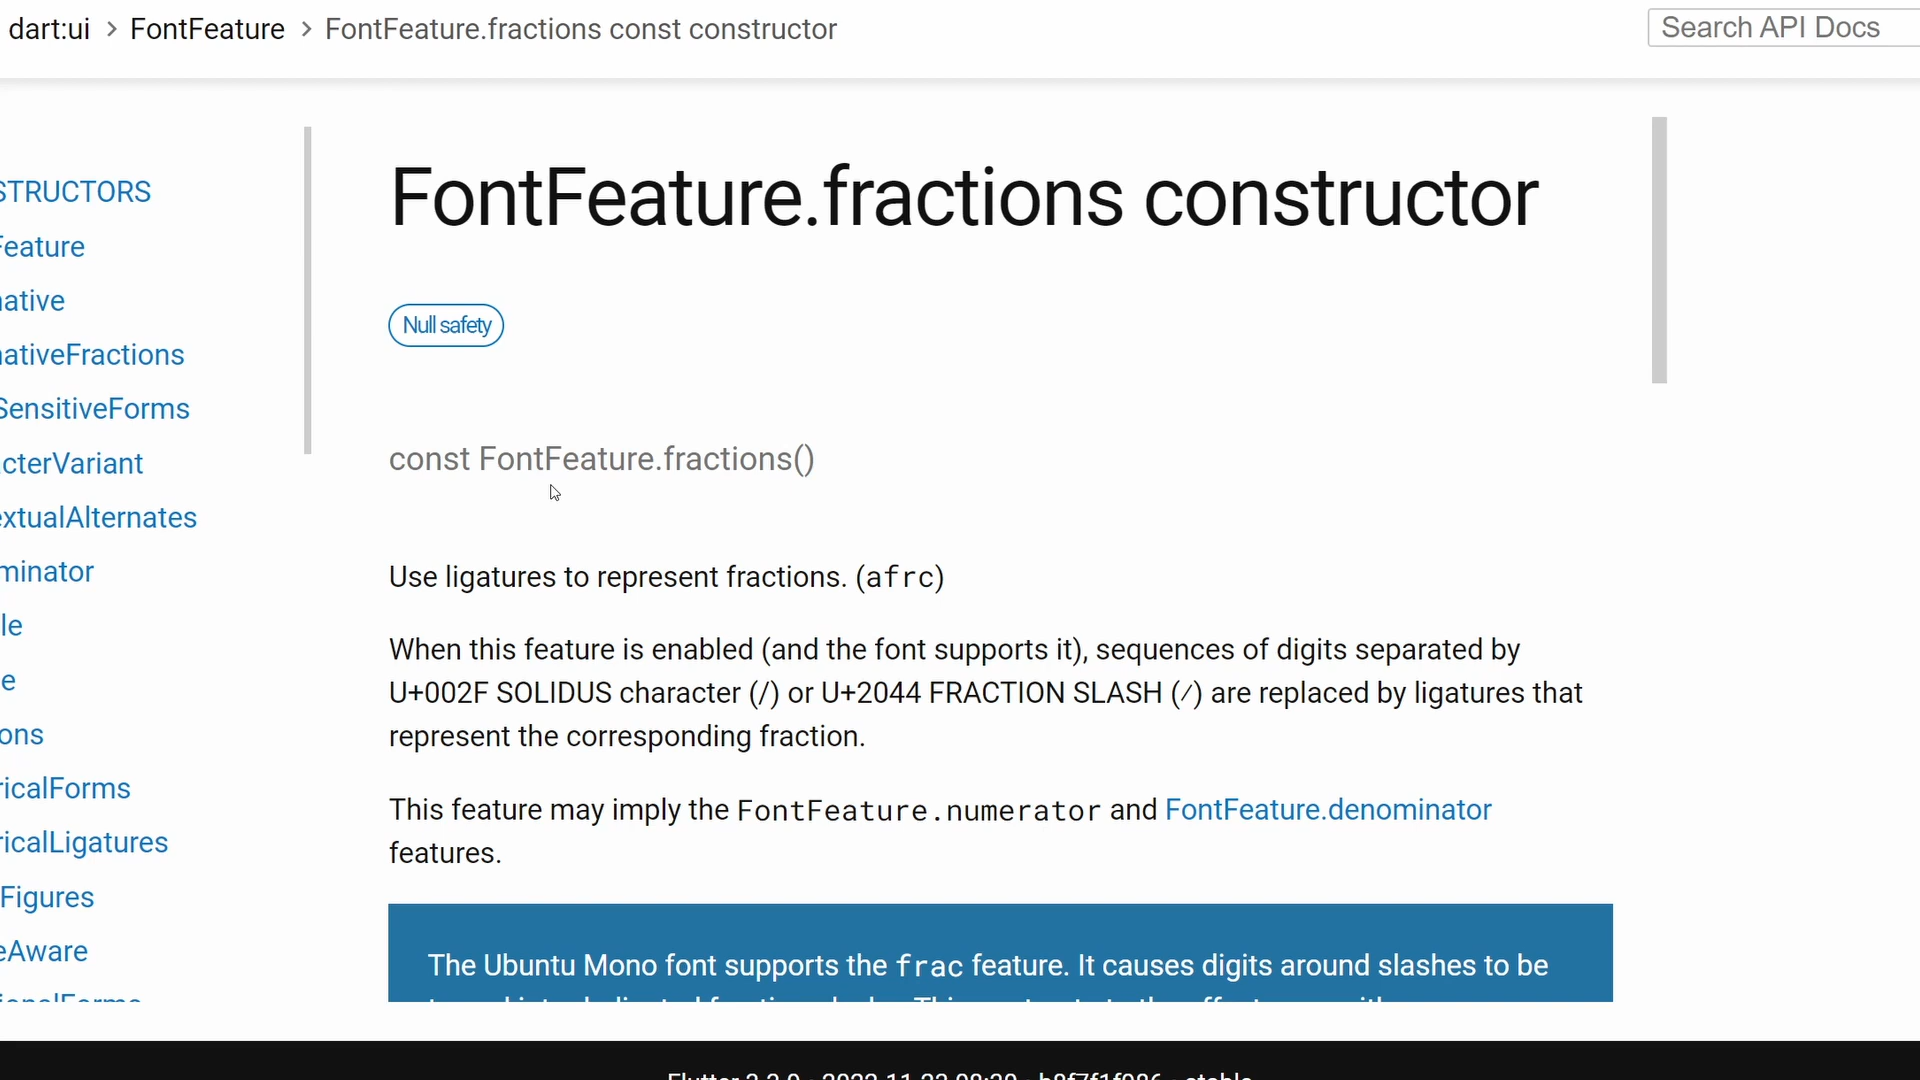 dart:ui > FontFeature > FontFeature.fractions const constructor
Search API Docs
STRUCTORS
Feature
native
nativeFractions
SensitiveForms
cterVariant
extualAlternates
minator
le
e
ons
ricalForms
ricalLigatures
Figures
eAware
FontFeature.fractions constructor
Null safety
const FontFeature.fractions()
Use ligatures to represent fractions. (afrc)
When this feature is enabled (and the font supports it), sequences of digits separated by
U+002F SOLIDUS character (/) or U+2044 FRACTION SLASH (⁄) are replaced by ligatures that
represent the corresponding fraction.
This feature may imply the FontFeature.numerator and FontFeature.denominator
features.
The Ubuntu Mono font supports the frac feature. It causes digits around slashes to be